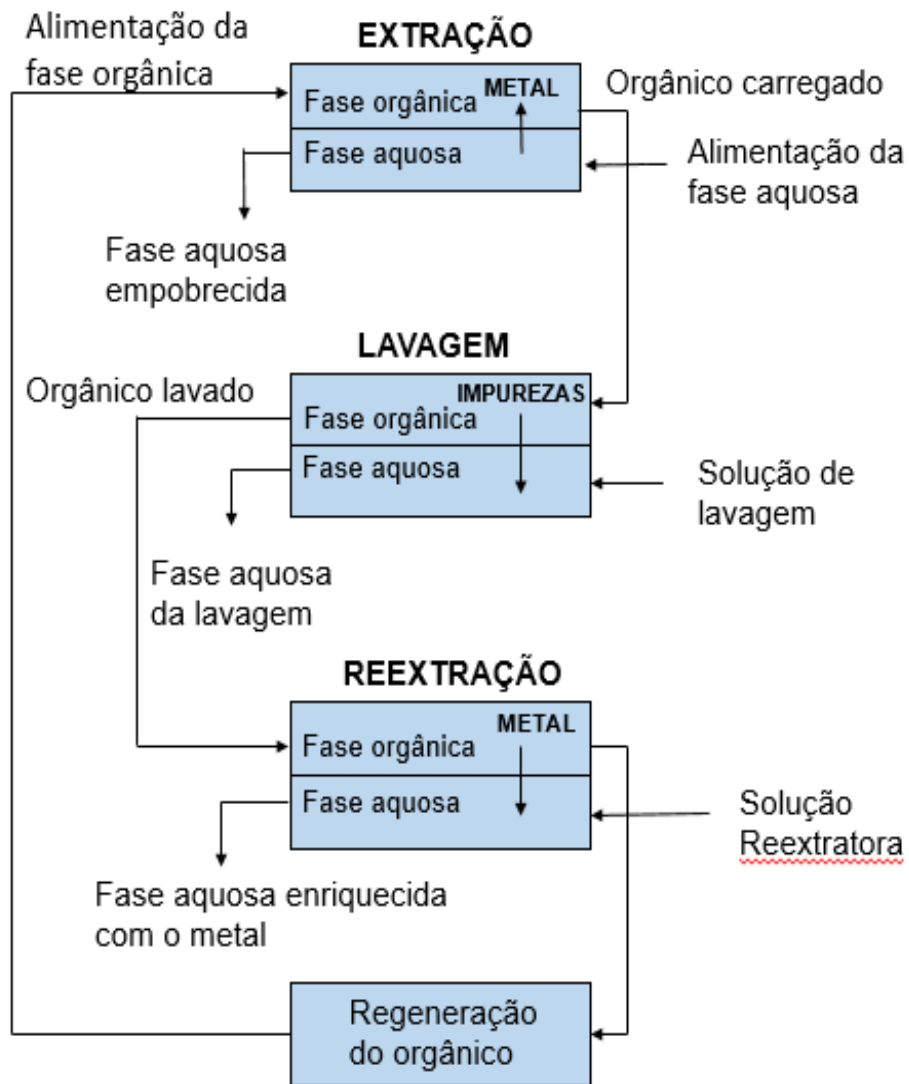 Alimentação da
fase orgânica
EXTRAÇÃO
Fase orgânica METAL
Orgânico carregado
Fase aquosa
Alimentação da
fase aquosa
Fase aquosa
empobrecida
LAVAGEM
Orgânico lavado
IMPUREZAS
Fase orgânica
Fase aquosa
Solução de
lavagem
Fase aquosa
da lavagem
REEXTRAÇÃO
METAL
Fase orgânica
Fase aquosa
Solução
Reextratora
Fase aquosa enriquecida
com o metal
Regeneração
do orgânico